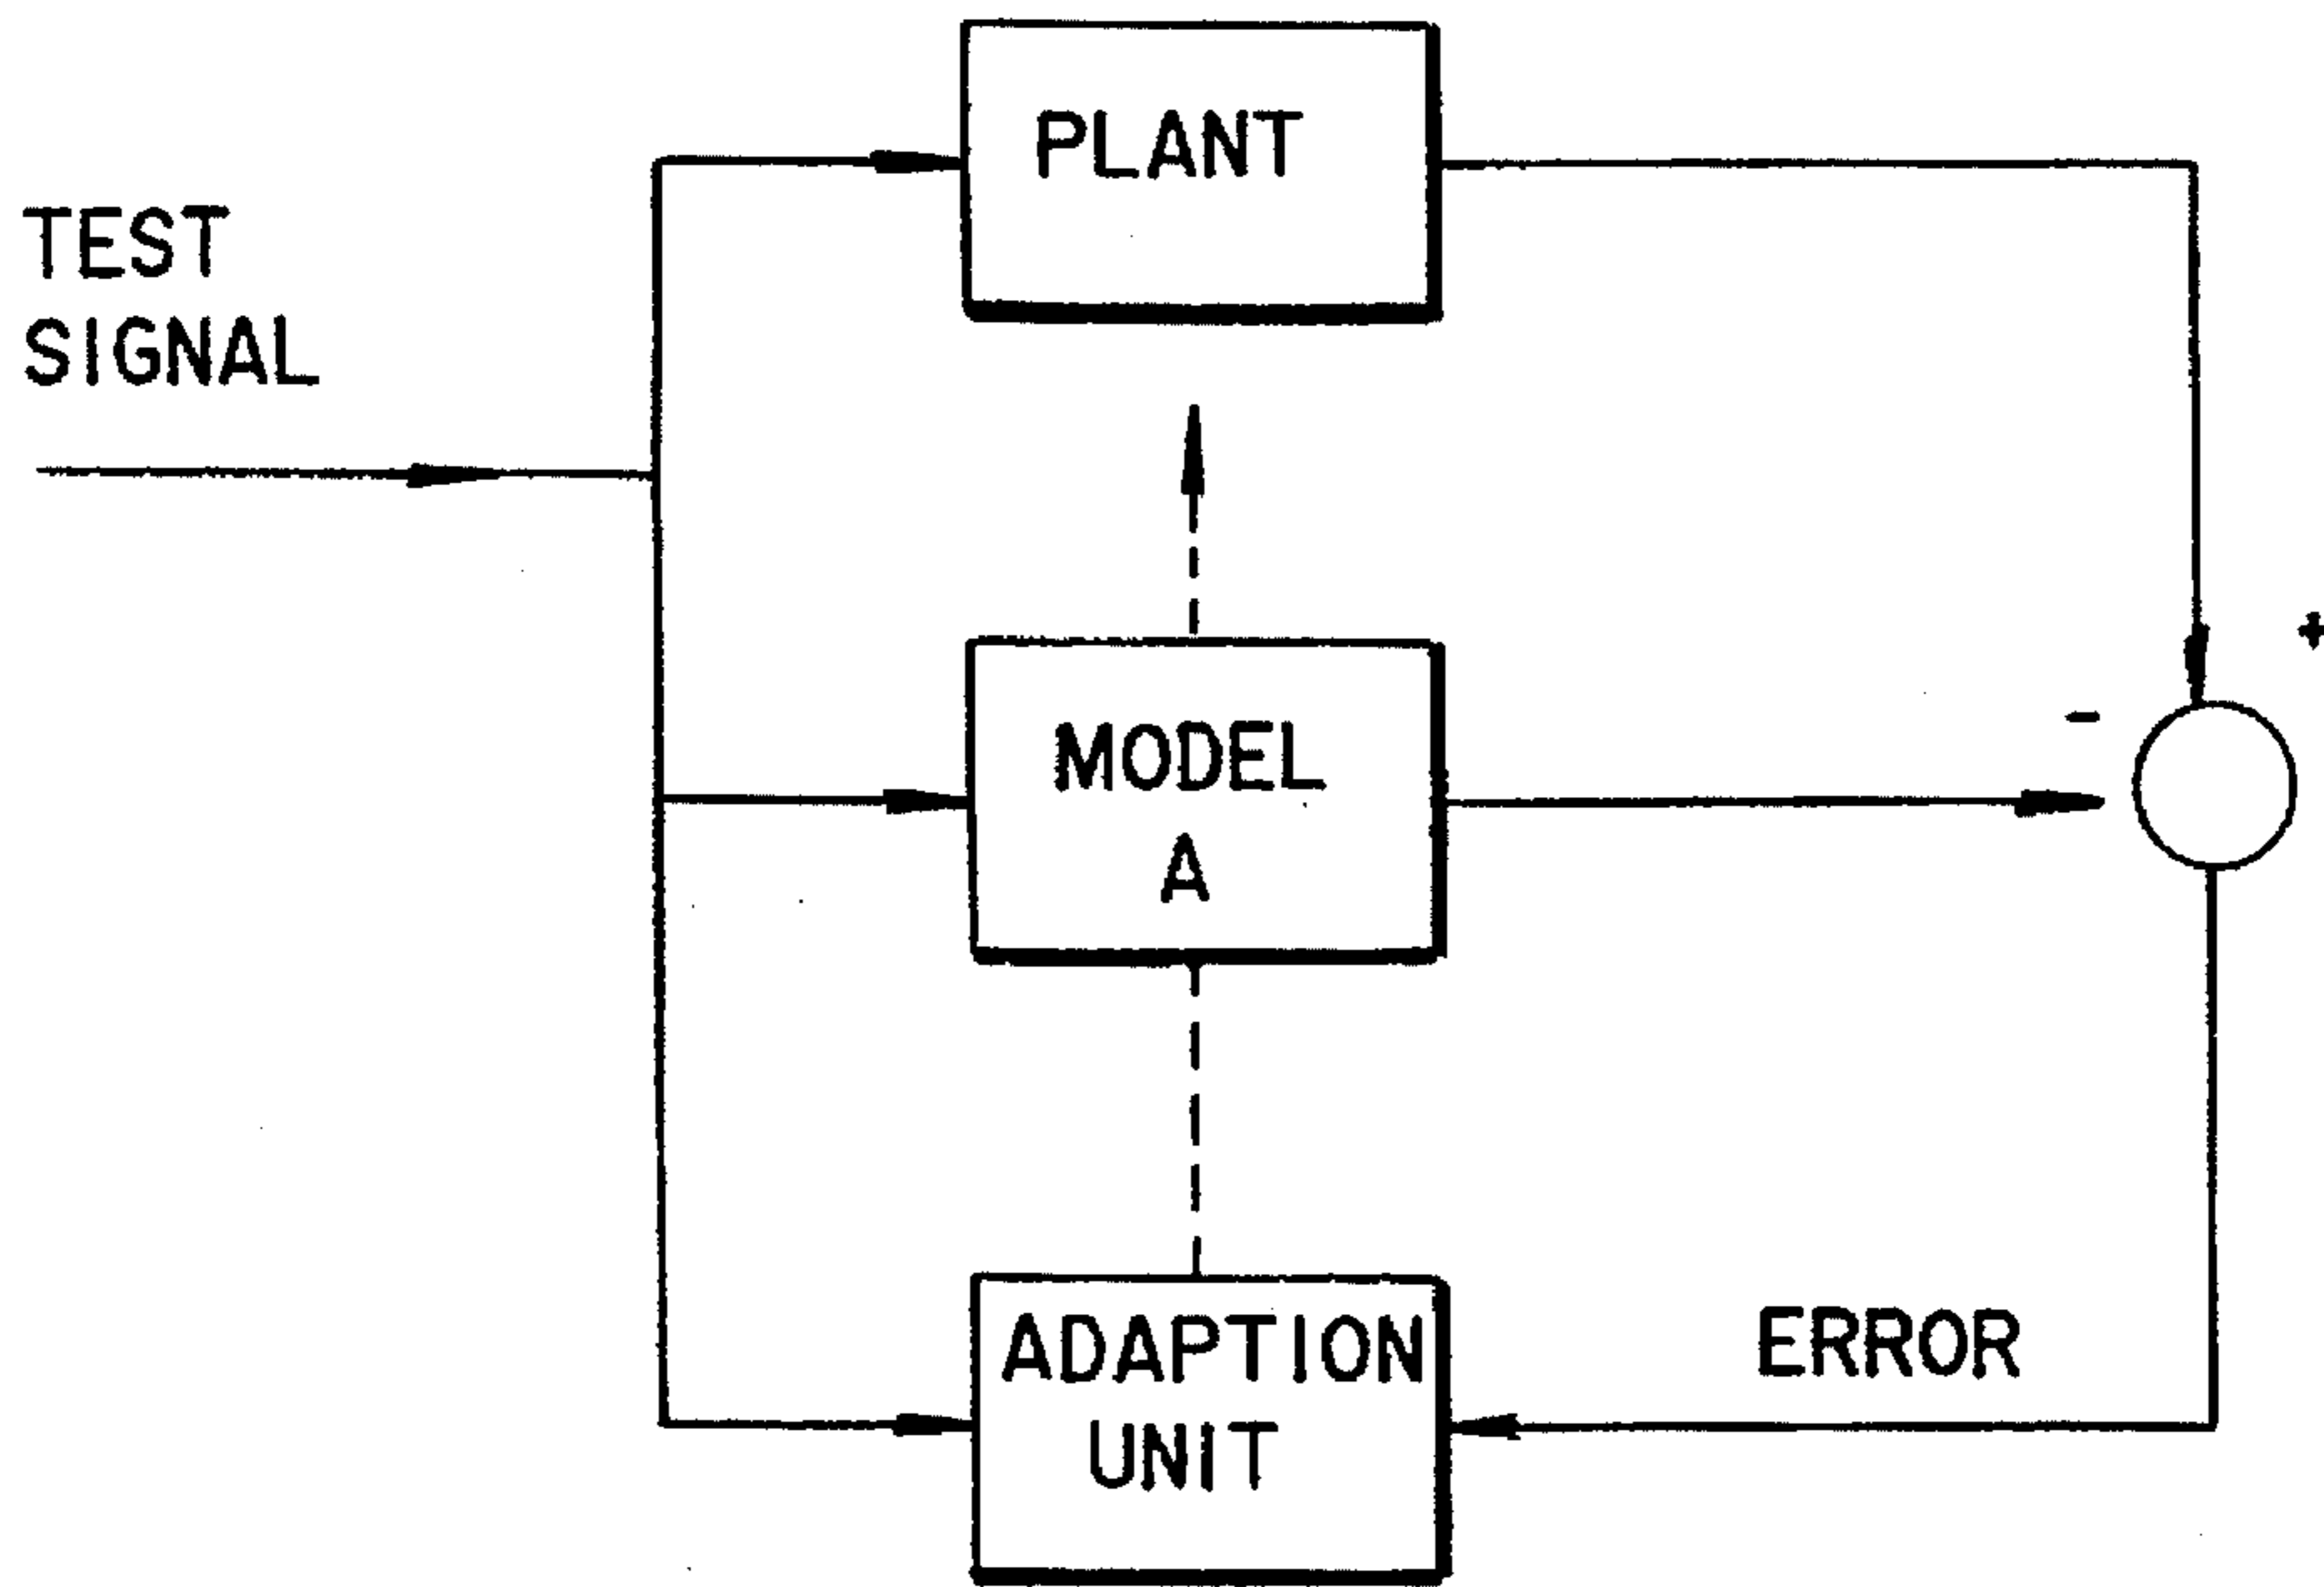 PLANT
TEST
SIGNAL
+
-
MODEL
A
ADAPTION
UNIT
ERROR